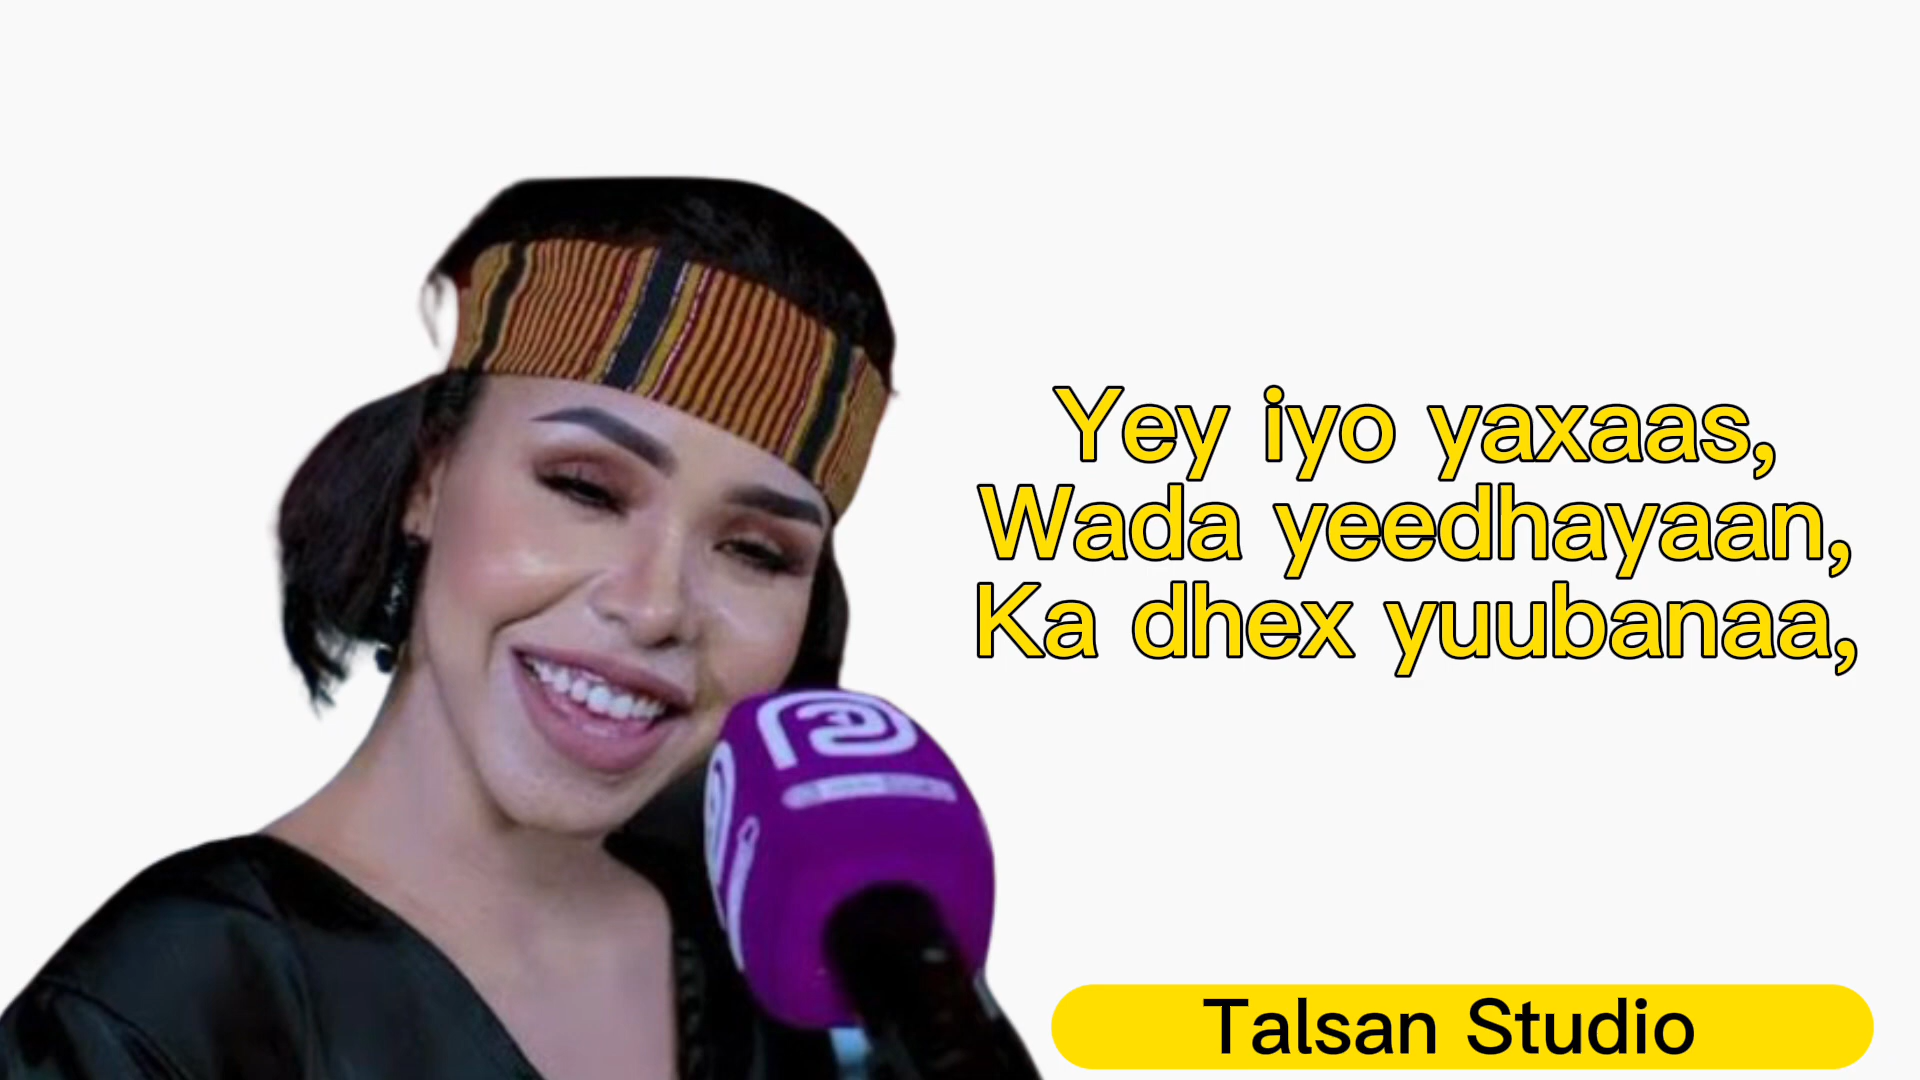 Yey iyo yaxaas,
Wada yeedhayaan,
Ka dhex yuubanaa,
Talsan Studio